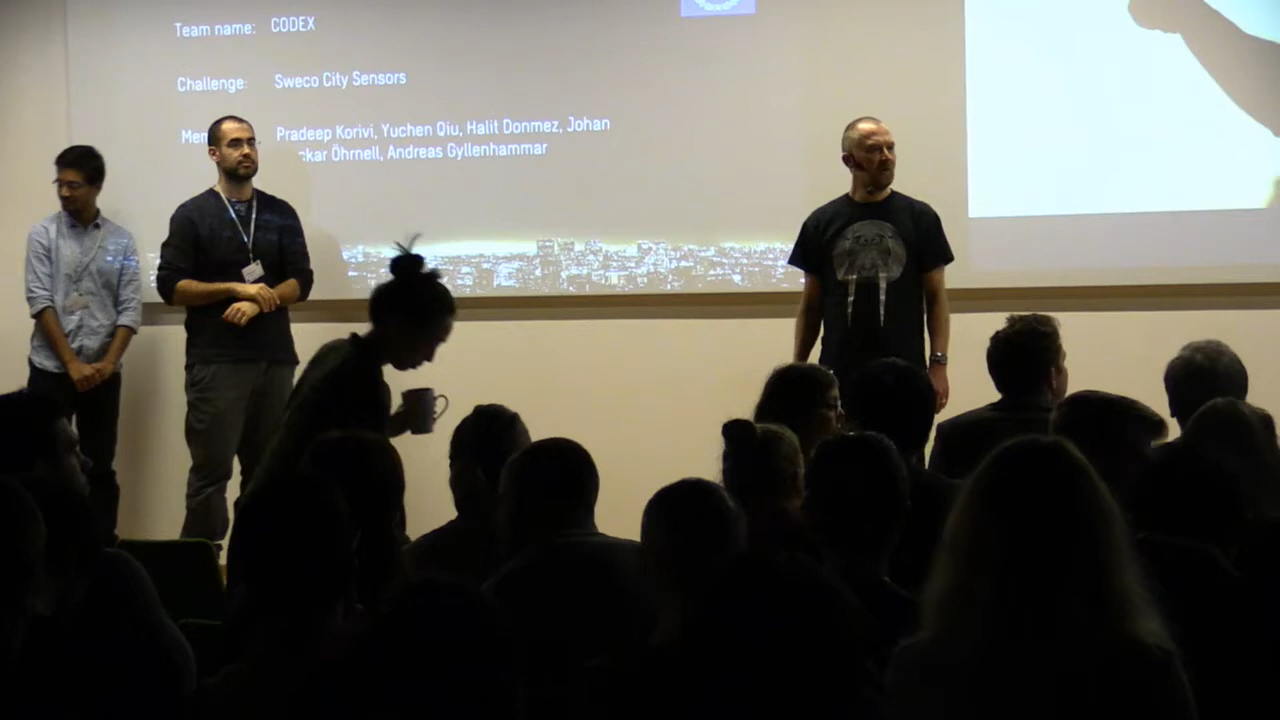 Team name: CODEX
Challenge: Sweco City Sensors
Pradeep Korivi, Yuchen Qiu, Halit Donmez, Johan
Öhrnell, Andreas Gyllenhammar